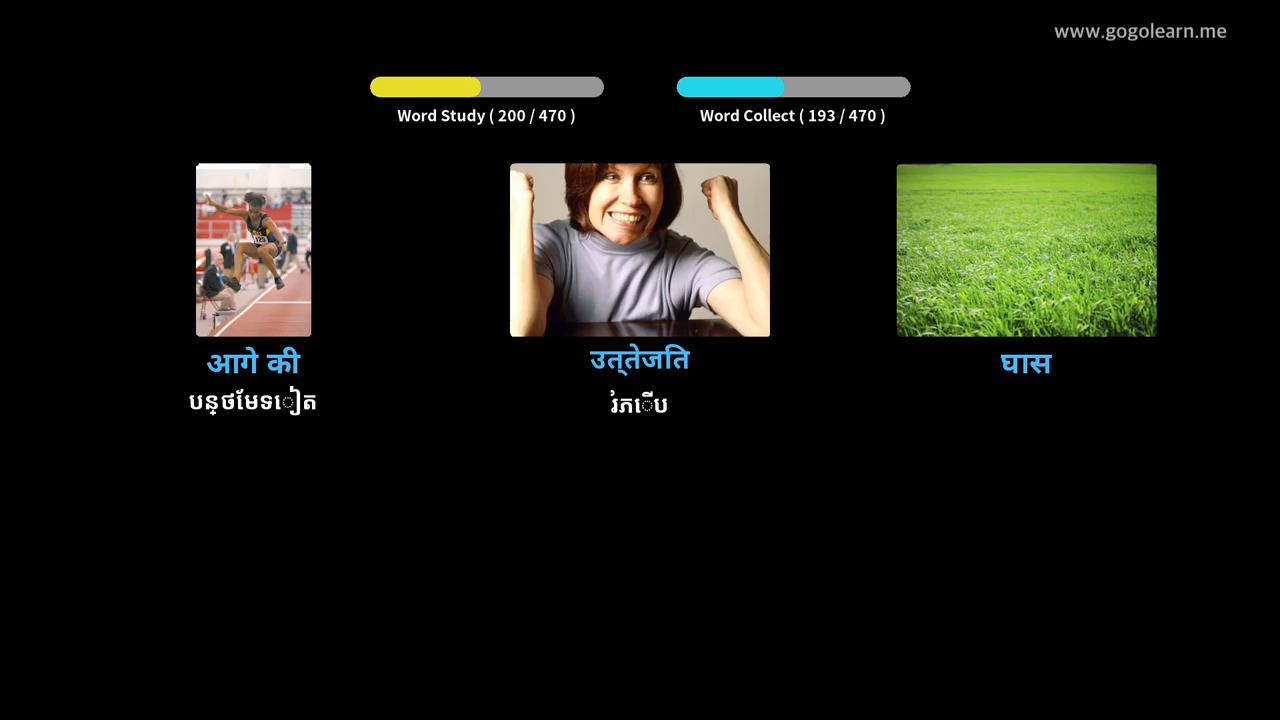 www.gogolearn.me
Word Study ( 200 / 470 )
Word Collect ( 193 / 470 )
आगे की
उत्तेजति
घास
បន្ថមែទៀត
រំភើប